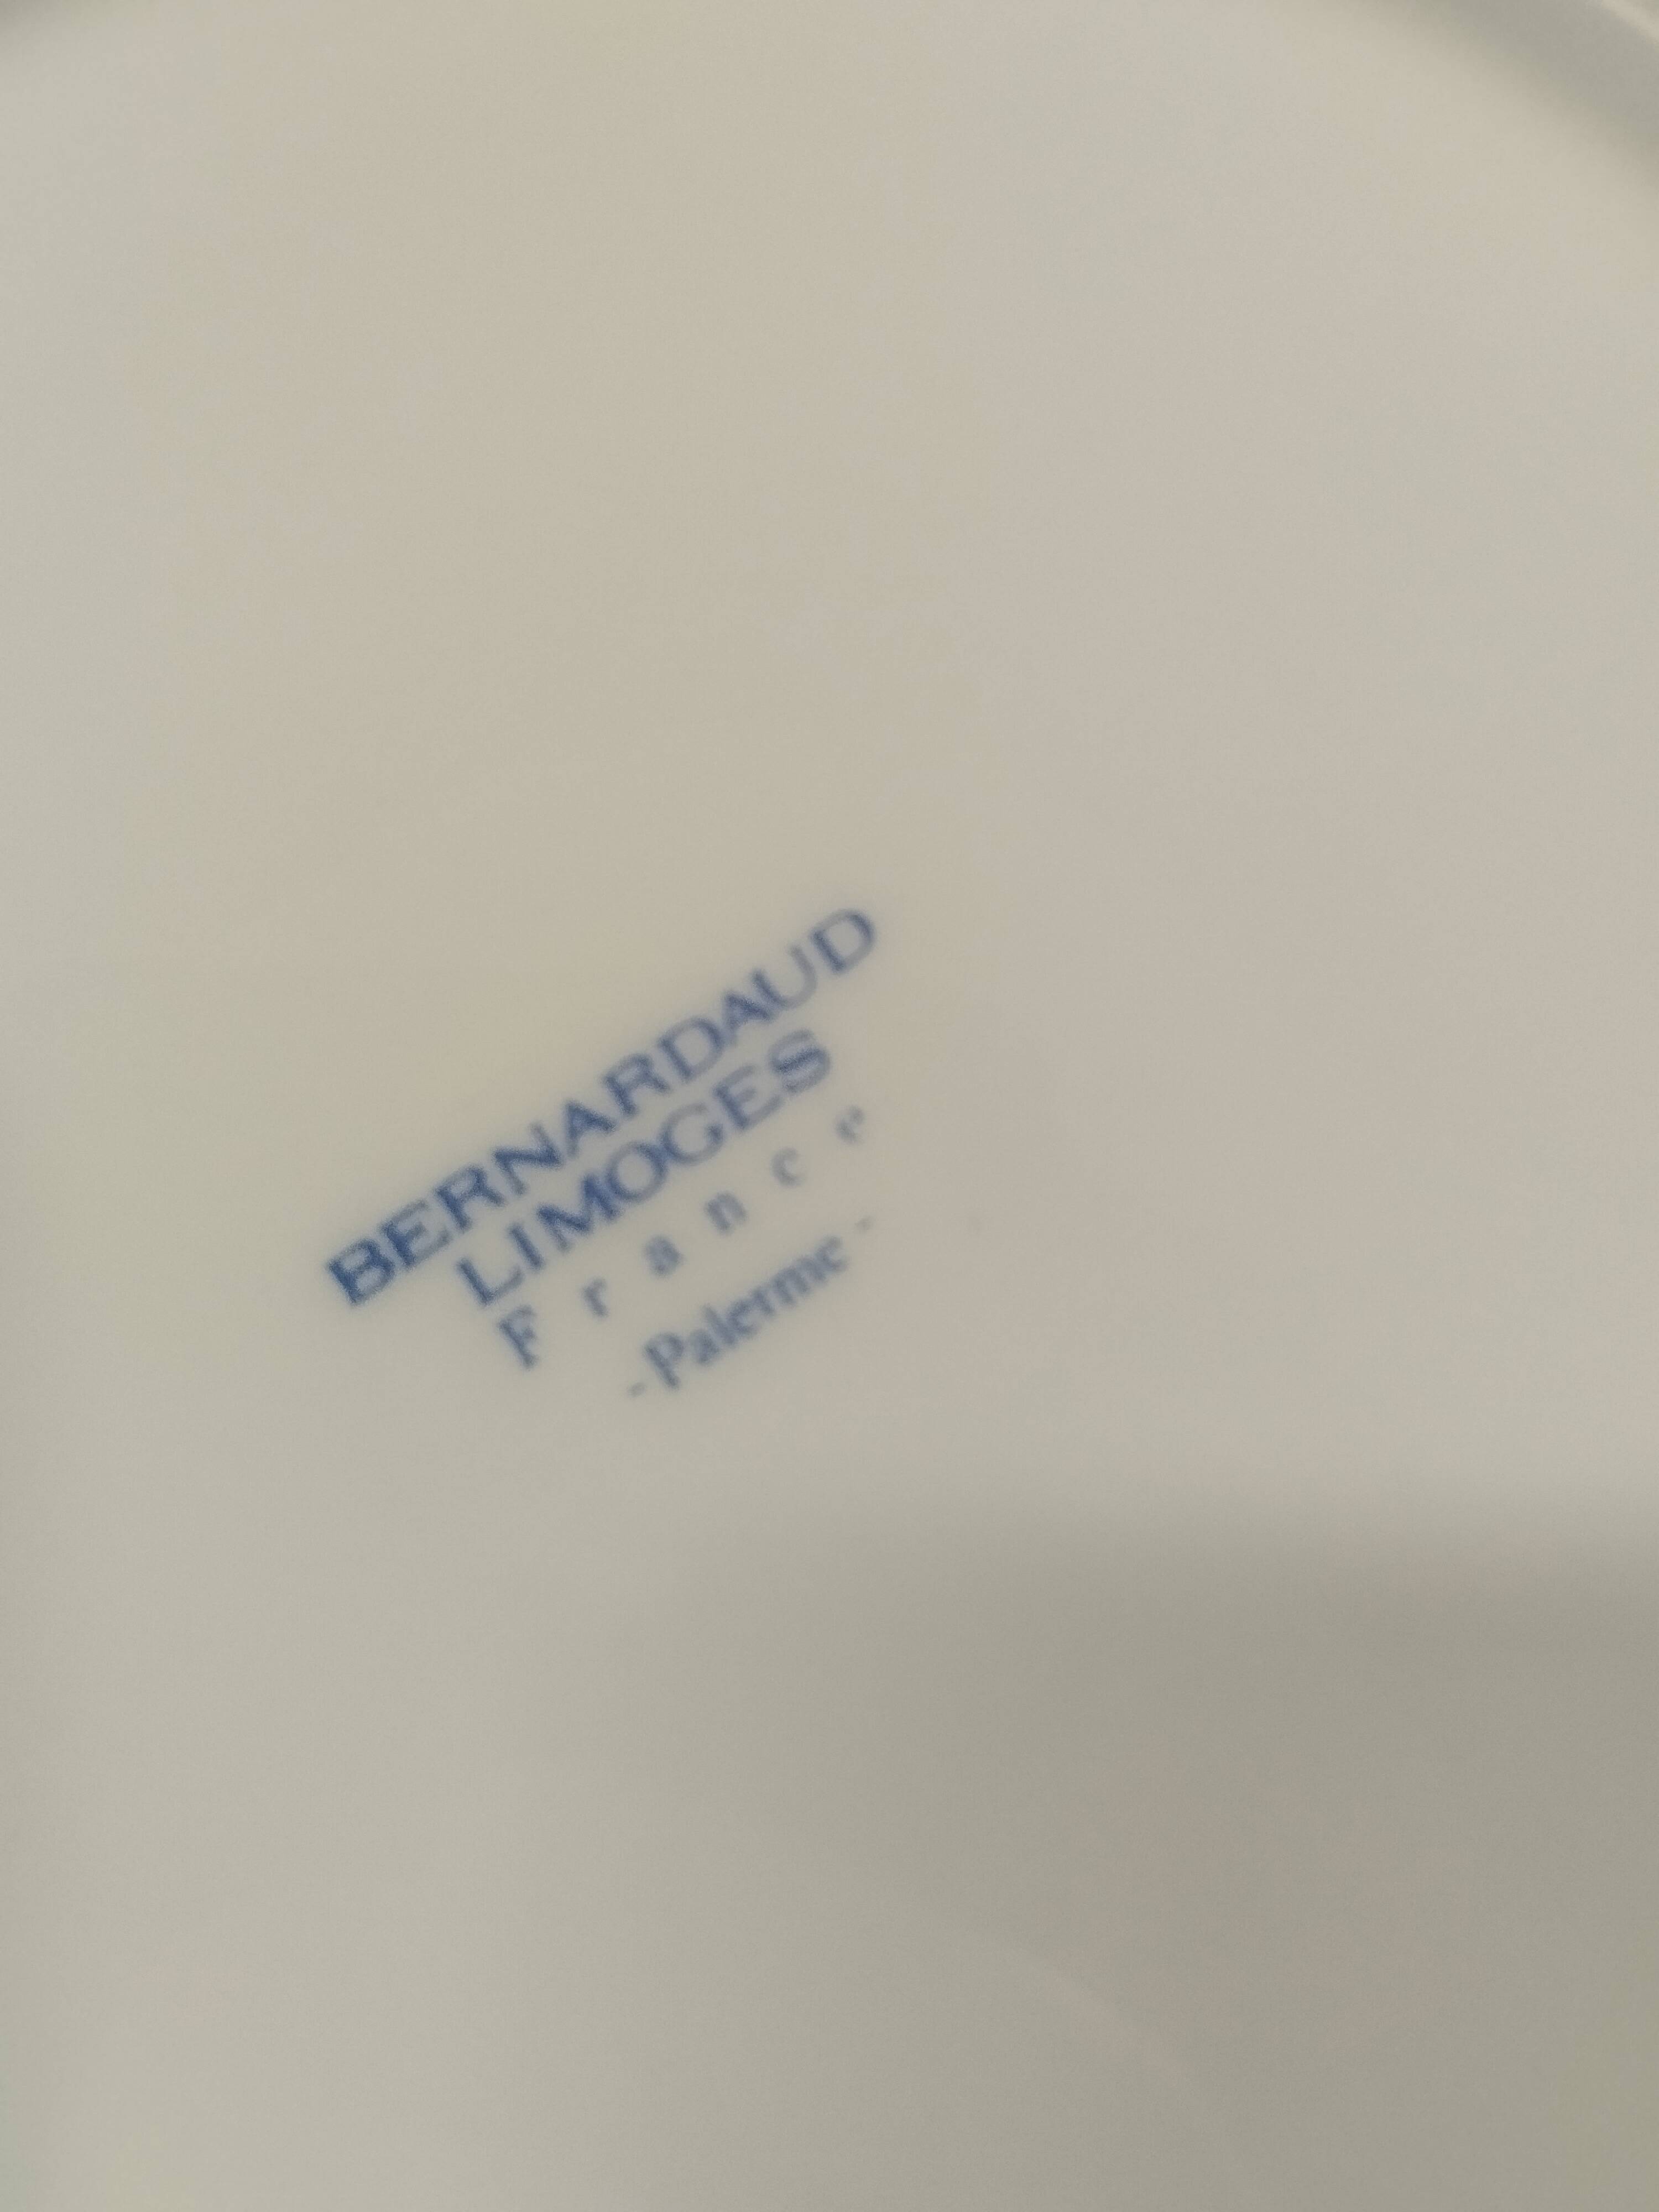 BERNARDAUD
LIMOGES
France
-Palerme-